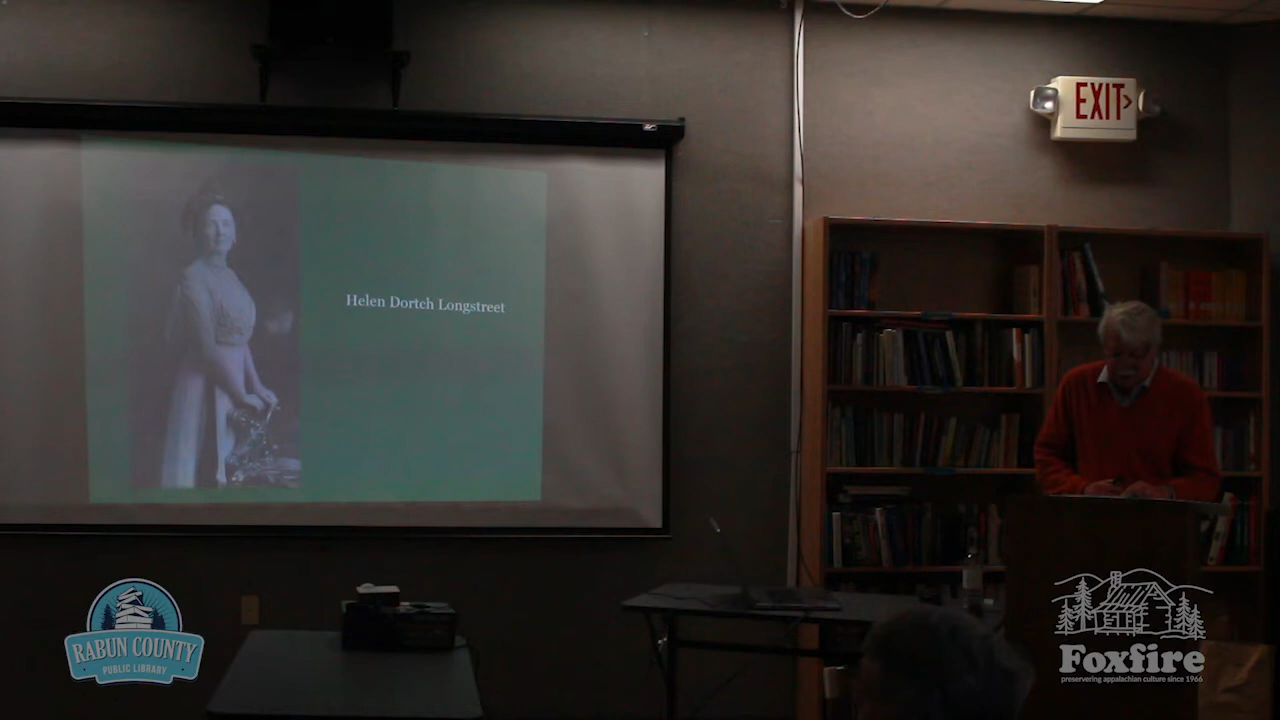 EXIT>
Helen Dortch Longstreet
RABUN COUNTY
PUBLIC LIBRARY
Foxfire
preserving appalachian culture since 1966